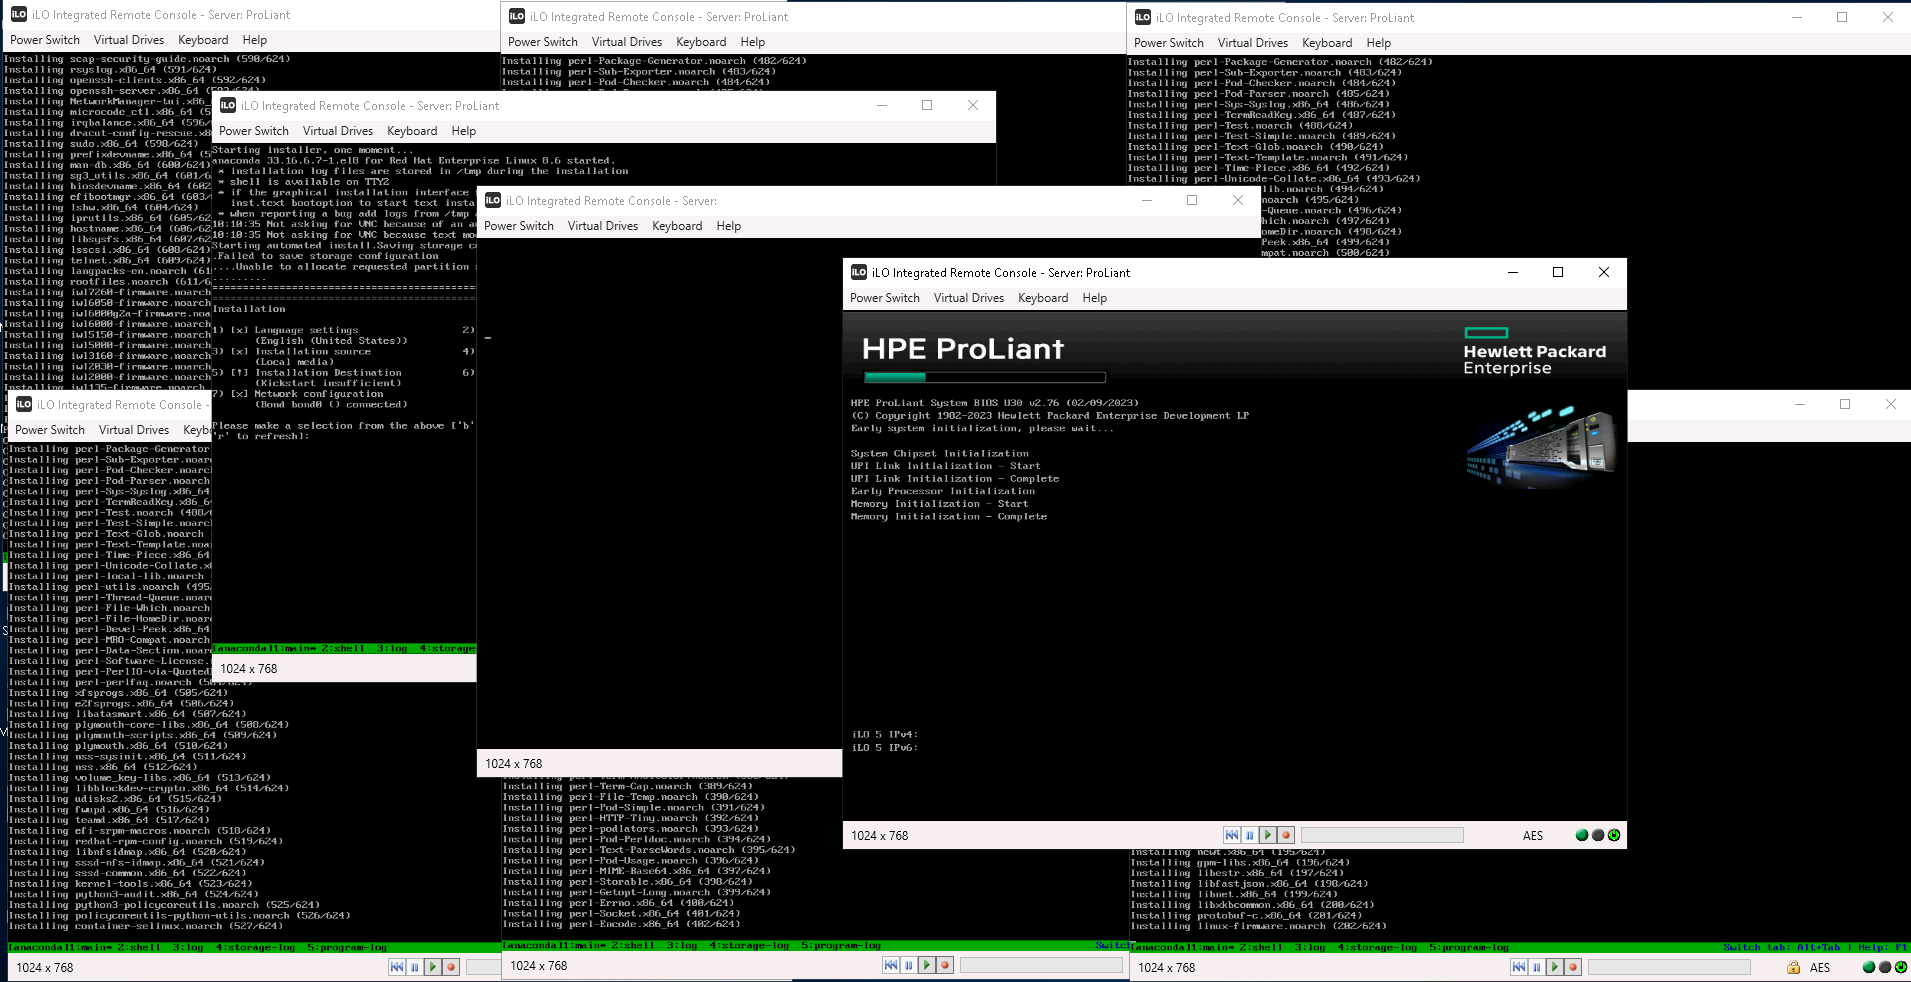 iLO Integrated Remote Console - Server: ProLiant
Power Switch Virtual Drives Keyboard Help
Installing scap-security-guide.noarch (590/624)
Installing rsyslog.x86_64 (591/624)
Installing openssh-clients.x86_64 (592/624)
Installing openssh-server.x86_64
Installing NetworkManager-tui.x86_
Installing microcode_ctl.x86_64 (5
Installing irqbalance.x86_64 (596/
Installing dracut-config-rescue.x8
Installing sudo.x86_64 (598/624)
Installing prefixdevname.x86_64 (5
Installing man-db.x86_64 (600/624)
Installing sg3_utils.x86_64 (601/6
Installing biosdevname.x86_64 (602
Installing efibootmgr.x86_64 (603/
Installing lshw.x86_64 (604/624)
Installing iprutils.x86_64 (605/62
Installing hostname.x86_64 (606/62
Installing libsysfs.x86_64 (607/62
Installing lsscsi.x86_64 (608/624)
Installing telnet.x86_64 (609/624)
Installing langpacks-en.noarch (61
Installing rootfiles.noarch (611/6
Installing iwl7260-firmware.noarch
Installing iwl6050-firmware.noarch
Installing iwl6000g2a-firmware.noa
Installing iwl6000-firmware.noarch
Installing iwl5150-firmware.noarch
Installing iwl5000-firmware.noarch
Installing iwl3160-firmware.noarch
Installing iwl2030-firmware.noarch
Installing iwl2000-firmware.noarch
Installing iwl135-firmware.noarch
iLO Integrated Remote Console - Server: ProLiant
Power Switch Virtual Drives Keyboard Help
Installing perl-Package-Generator.noarch (482/624)
Installing perl-Sub-Exporter.noarch (483/624)
Installing perl-Pod-Checker.noarch (484/624)
iLO Integrated Remote Console - Server: ProLiant
Power Switch Virtual Drives Keyboard Help
Installing perl-Package-Generator.noarch (482/624)
Installing perl-Sub-Exporter.noarch (483/624)
Installing perl-Pod-Checker.noarch (484/624)
Installing perl-Pod-Parser.noarch (485/624)
Installing perl-Sys-Syslog.x86_64 (486/624)
Installing perl-TermReadKey.x86_64 (487/624)
Installing perl-Test.noarch (488/624)
Installing perl-Test-Simple.noarch (489/624)
Installing perl-Text-Glob.noarch (490/624)
Installing perl-Text-Template.noarch (491/624)
Installing perl-Time-Piece.x86_64 (492/624)
Installing perl-Unicode-Collate.x86_64 (493/624)
lib.noarch (494/624)
noarch (495/624)
-Queue.noarch (496/624)
hich.noarch (497/624)
omeDir.noarch (498/624)
Peek.x86_64 (499/624)
mpat.noarch (500/624)
iLO Integrated Remote Console - Server: ProLiant
Power Switch Virtual Drives Keyboard Help
Starting installer, one moment...
anaconda 33.16.6.7-1.el8 for Red Hat Enterprise Linux 8.6 started.
* installation log files are stored in /tmp during the installation
* shell is available on TTY2
* if the graphical installation interface
inst.text bootoption to start text insta
* when reporting a bug add logs from /tmp
10:10:35 Not asking for VNC because of an au
10:10:35 Not asking for VNC because text mod
Starting automated install.Saving storage co
.Failed to save storage configuration
....Unable to allocate requested partition s
.........
Installation
1) [x] Language settings 2)
(English (United States))
3) [x] Installation source 4)
(Local media)
5) [!] Installation Destination 6)
(Kickstart insufficient)
7) [x] Network configuration
(Bond bond0 () connected)
Please make a selection from the above ['b'
'r' to refresh]:
[anaconda]1:main* 2:shell 3:log 4:storage-
1024 x 768
iLO Integrated Remote Console - Server:
Power Switch Virtual Drives Keyboard Help
1024 x 768
iLO Integrated Remote Console - Server: ProLiant
Power Switch Virtual Drives Keyboard Help
HPE ProLiant
Hewlett Packard
Enterprise
HPE ProLiant System BIOS U30 v2.76 (02/09/2023)
(C) Copyright 1982-2023 Hewlett Packard Enterprise Development LP
Early system initialization, please wait...
System Chipset Initialization
UPI Link Initialization - Start
UPI Link Initialization - Complete
Early Processor Initialization
Memory Initialization - Start
Memory Initialization - Complete
iLO 5 IPv4:
iLO 5 IPv6:
1024 x 768
AES
iLO Integrated Remote Console -
Power Switch Virtual Drives Keyb
Installing perl-Package-Generator
Installing perl-Sub-Exporter.noarc
Installing perl-Pod-Checker.noarch
Installing perl-Pod-Parser.noarch
Installing perl-Sys-Syslog.x86_64
Installing perl-TermReadKey.x86_64
Installing perl-Test.noarch (488/6
Installing perl-Test-Simple.noarch
Installing perl-Text-Glob.noarch
Installing perl-Text-Template.noar
Installing perl-Time-Piece.x86_64
Installing perl-Unicode-Collate.x8
Installing perl-local-lib.noarch
Installing perl-utils.noarch (495/
Installing perl-Thread-Queue.noarc
Installing perl-File-Which.noarch
Installing perl-File-HomeDir.noarc
Installing perl-Devel-Peek.x86_64
Installing perl-MRO-Compat.noarch
Installing perl-Data-Section.noarc
Installing perl-Software-License.n
Installing perl-PerlIO-via-Quoted
Installing perl-perlfaq.noarch (504/624)
Installing xfsprogs.x86_64 (505/624)
Installing e2fsprogs.x86_64 (506/624)
Installing libatasmart.x86_64 (507/624)
Installing plymouth-core-libs.x86_64 (508/624)
Installing plymouth-scripts.x86_64 (509/624)
Installing plymouth.x86_64 (510/624)
Installing nss-sysinit.x86_64 (511/624)
Installing nss.x86_64 (512/624)
Installing volume_key-libs.x86_64 (513/624)
Installing libblockdev-crypto.x86_64 (514/624)
Installing udisks2.x86_64 (515/624)
Installing fwupd.x86_64 (516/624)
Installing teamd.x86_64 (517/624)
Installing efi-srpm-macros.noarch (518/624)
Installing redhat-rpm-config.noarch (519/624)
Installing libnfsidmap.x86_64 (520/624)
Installing sssd-nfs-idmap.x86_64 (521/624)
Installing sssd-common.x86_64 (522/624)
Installing kernel-tools.x86_64 (523/624)
Installing python3-audit.x86_64 (524/624)
Installing python3-policycoreutils.noarch (525/624)
Installing policycoreutils-python-utils.noarch (526/624)
Installing container-selinux.noarch (527/624)
[anaconda]1:main* 2:shell 3:log 4:storage-log 5:program-log
1024 x 768
Installing perl-Term-Cap.noarch (389/624)
Installing perl-File-Temp.noarch (390/624)
Installing perl-Pod-Simple.noarch (391/624)
Installing perl-HTTP-Tiny.noarch (392/624)
Installing perl-podlators.noarch (393/624)
Installing perl-Pod-Perldoc.noarch (394/624)
Installing perl-Text-ParseWords.noarch (395/624)
Installing perl-Pod-Usage.noarch (396/624)
Installing perl-MIME-Base64.x86_64 (397/624)
Installing perl-Storable.x86_64 (398/624)
Installing perl-Getopt-Long.noarch (399/624)
Installing perl-Errno.x86_64 (400/624)
Installing perl-Socket.x86_64 (401/624)
Installing perl-Encode.x86_64 (402/624)
[anaconda]1:main* 2:shell 3:log 4:storage-log 5:program-log Switch
1024 x 768
Installing newt.x86_64 (195/624)
Installing gpm-libs.x86_64 (196/624)
Installing libestr.x86_64 (197/624)
Installing libfastjson.x86_64 (198/624)
Installing libnet.x86_64 (199/624)
Installing libxkbcommon.x86_64 (200/624)
Installing protobuf-c.x86_64 (201/624)
Installing linux-firmware.noarch (202/624)
[anaconda]1:main* 2:shell 3:log 4:storage-log 5:program-log Switch tab: Alt+Tab | Help: F1
1024 x 768
AES